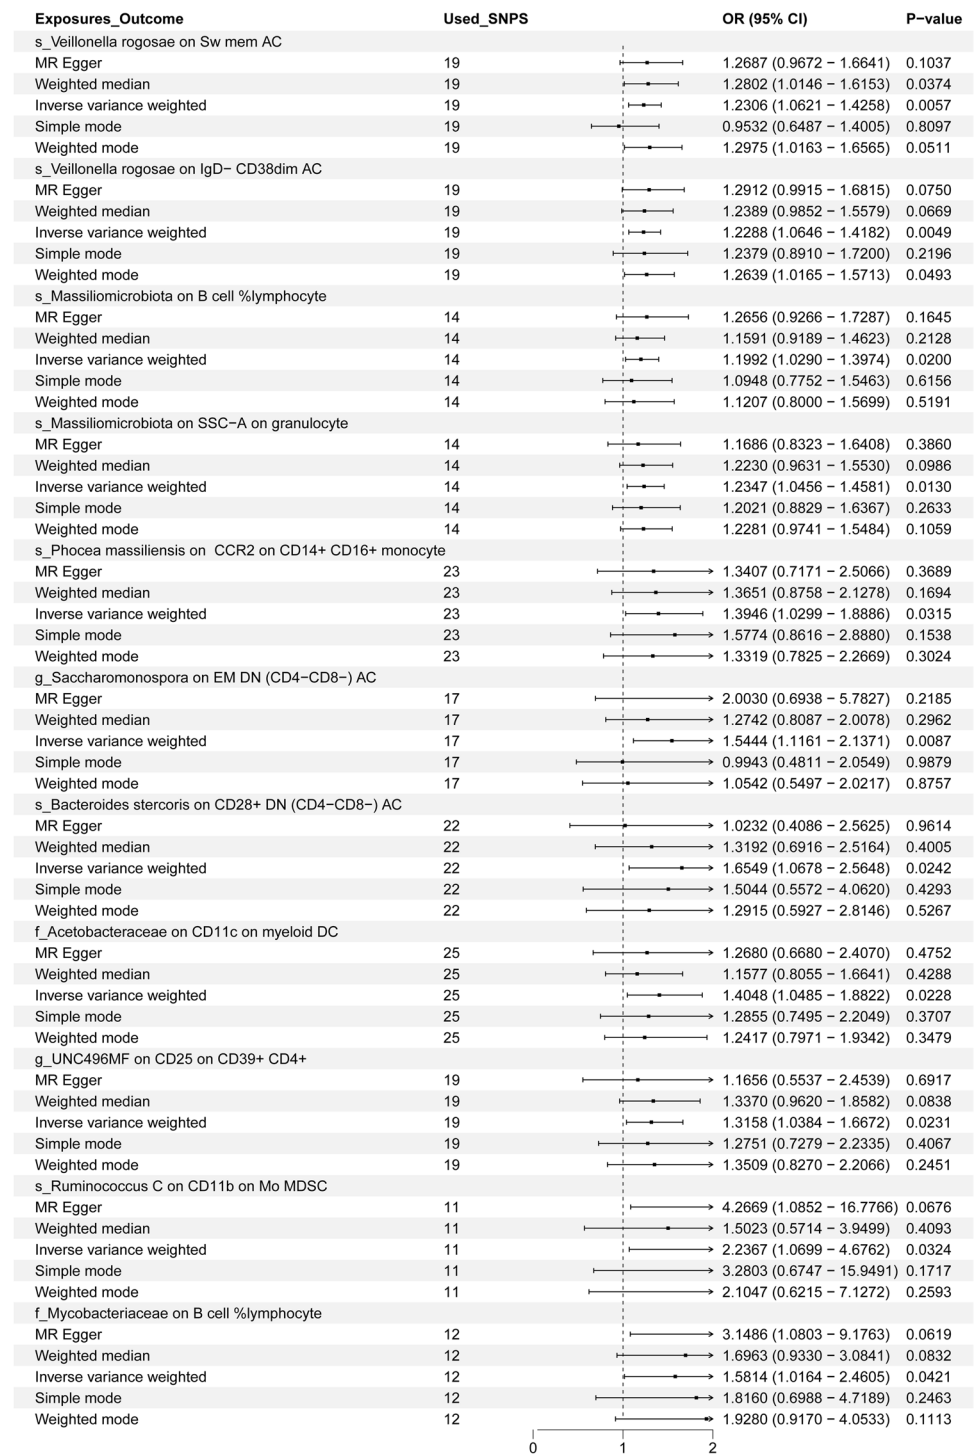 Exposures_Outcome Used_SNPS OR (95% CI) P−value
s_Veillonella rogosae on Sw mem AC
MR Egger 19 1.2687 (0.9672 − 1.6641) 0.1037
Weighted median 19 1.2802 (1.0146 − 1.6153) 0.0374
Inverse variance weighted 19 1.2306 (1.0621 − 1.4258) 0.0057
Simple mode 19 0.9532 (0.6487 − 1.4005) 0.8097
Weighted mode 19 1.2975 (1.0163 − 1.6565) 0.0511
s_Veillonella rogosae on IgD− CD38dim AC
MR Egger 19 1.2912 (0.9915 − 1.6815) 0.0750
Weighted median 19 1.2389 (0.9852 − 1.5579) 0.0669
Inverse variance weighted 19 1.2288 (1.0646 − 1.4182) 0.0049
Simple mode 19 1.2379 (0.8910 − 1.7200) 0.2196
Weighted mode 19 1.2639 (1.0165 − 1.5713) 0.0493
s_Massiliomicrobiota on B cell %lymphocyte
MR Egger 14 1.2656 (0.9266 − 1.7287) 0.1645
Weighted median 14 1.1591 (0.9189 − 1.4623) 0.2128
Inverse variance weighted 14 1.1992 (1.0290 − 1.3974) 0.0200
Simple mode 14 1.0948 (0.7752 − 1.5463) 0.6156
Weighted mode 14 1.1207 (0.8000 − 1.5699) 0.5191
s_Massiliomicrobiota on SSC−A on granulocyte
MR Egger 14 1.1686 (0.8323 − 1.6408) 0.3860
Weighted median 14 1.2230 (0.9631 − 1.5530) 0.0986
Inverse variance weighted 14 1.2347 (1.0456 − 1.4581) 0.0130
Simple mode 14 1.2021 (0.8829 − 1.6367) 0.2633
Weighted mode 14 1.2281 (0.9741 − 1.5484) 0.1059
s_Phocea massiliensis on  CCR2 on CD14+ CD16+ monocyte
MR Egger 23 1.3407 (0.7171 − 2.5066) 0.3689
Weighted median 23 1.3651 (0.8758 − 2.1278) 0.1694
Inverse variance weighted 23 1.3946 (1.0299 − 1.8886) 0.0315
Simple mode 23 1.5774 (0.8616 − 2.8880) 0.1538
Weighted mode 23 1.3319 (0.7825 − 2.2669) 0.3024
g_Saccharomonospora on EM DN (CD4−CD8−) AC
MR Egger 17 2.0030 (0.6938 − 5.7827) 0.2185
Weighted median 17 1.2742 (0.8087 − 2.0078) 0.2962
Inverse variance weighted 17 1.5444 (1.1161 − 2.1371) 0.0087
Simple mode 17 0.9943 (0.4811 − 2.0549) 0.9879
Weighted mode 17 1.0542 (0.5497 − 2.0217) 0.8757
s_Bacteroides stercoris on CD28+ DN (CD4−CD8−) AC
MR Egger 22 1.0232 (0.4086 − 2.5625) 0.9614
Weighted median 22 1.3192 (0.6916 − 2.5164) 0.4005
Inverse variance weighted 22 1.6549 (1.0678 − 2.5648) 0.0242
Simple mode 22 1.5044 (0.5572 − 4.0620) 0.4293
Weighted mode 22 1.2915 (0.5927 − 2.8146) 0.5267
f_Acetobacteraceae on CD11c on myeloid DC
MR Egger 25 1.2680 (0.6680 − 2.4070) 0.4752
Weighted median 25 1.1577 (0.8055 − 1.6641) 0.4288
Inverse variance weighted 25 1.4048 (1.0485 − 1.8822) 0.0228
Simple mode 25 1.2855 (0.7495 − 2.2049) 0.3707
Weighted mode 25 1.2417 (0.7971 − 1.9342) 0.3479
g_UNC496MF on CD25 on CD39+ CD4+
MR Egger 19 1.1656 (0.5537 − 2.4539) 0.6917
Weighted median 19 1.3370 (0.9620 − 1.8582) 0.0838
Inverse variance weighted 19 1.3158 (1.0384 − 1.6672) 0.0231
Simple mode 19 1.2751 (0.7279 − 2.2335) 0.4067
Weighted mode 19 1.3509 (0.8270 − 2.2066) 0.2451
s_Ruminococcus C on CD11b on Mo MDSC
MR Egger 11 4.2669 (1.0852 − 16.7766) 0.0676
Weighted median 11 1.5023 (0.5714 − 3.9499) 0.4093
Inverse variance weighted 11 2.2367 (1.0699 − 4.6762) 0.0324
Simple mode 11 3.2803 (0.6747 − 15.9491) 0.1717
Weighted mode 11 2.1047 (0.6215 − 7.1272) 0.2593
f_Mycobacteriaceae on B cell %lymphocyte
MR Egger 12 3.1486 (1.0803 − 9.1763) 0.0619
Weighted median 12 1.6963 (0.9330 − 3.0841) 0.0832
Inverse variance weighted 12 1.5814 (1.0164 − 2.4605) 0.0421
Simple mode 12 1.8160 (0.6988 − 4.7189) 0.2463
Weighted mode 12 1.9280 (0.9170 − 4.0533) 0.1113
0 1 2